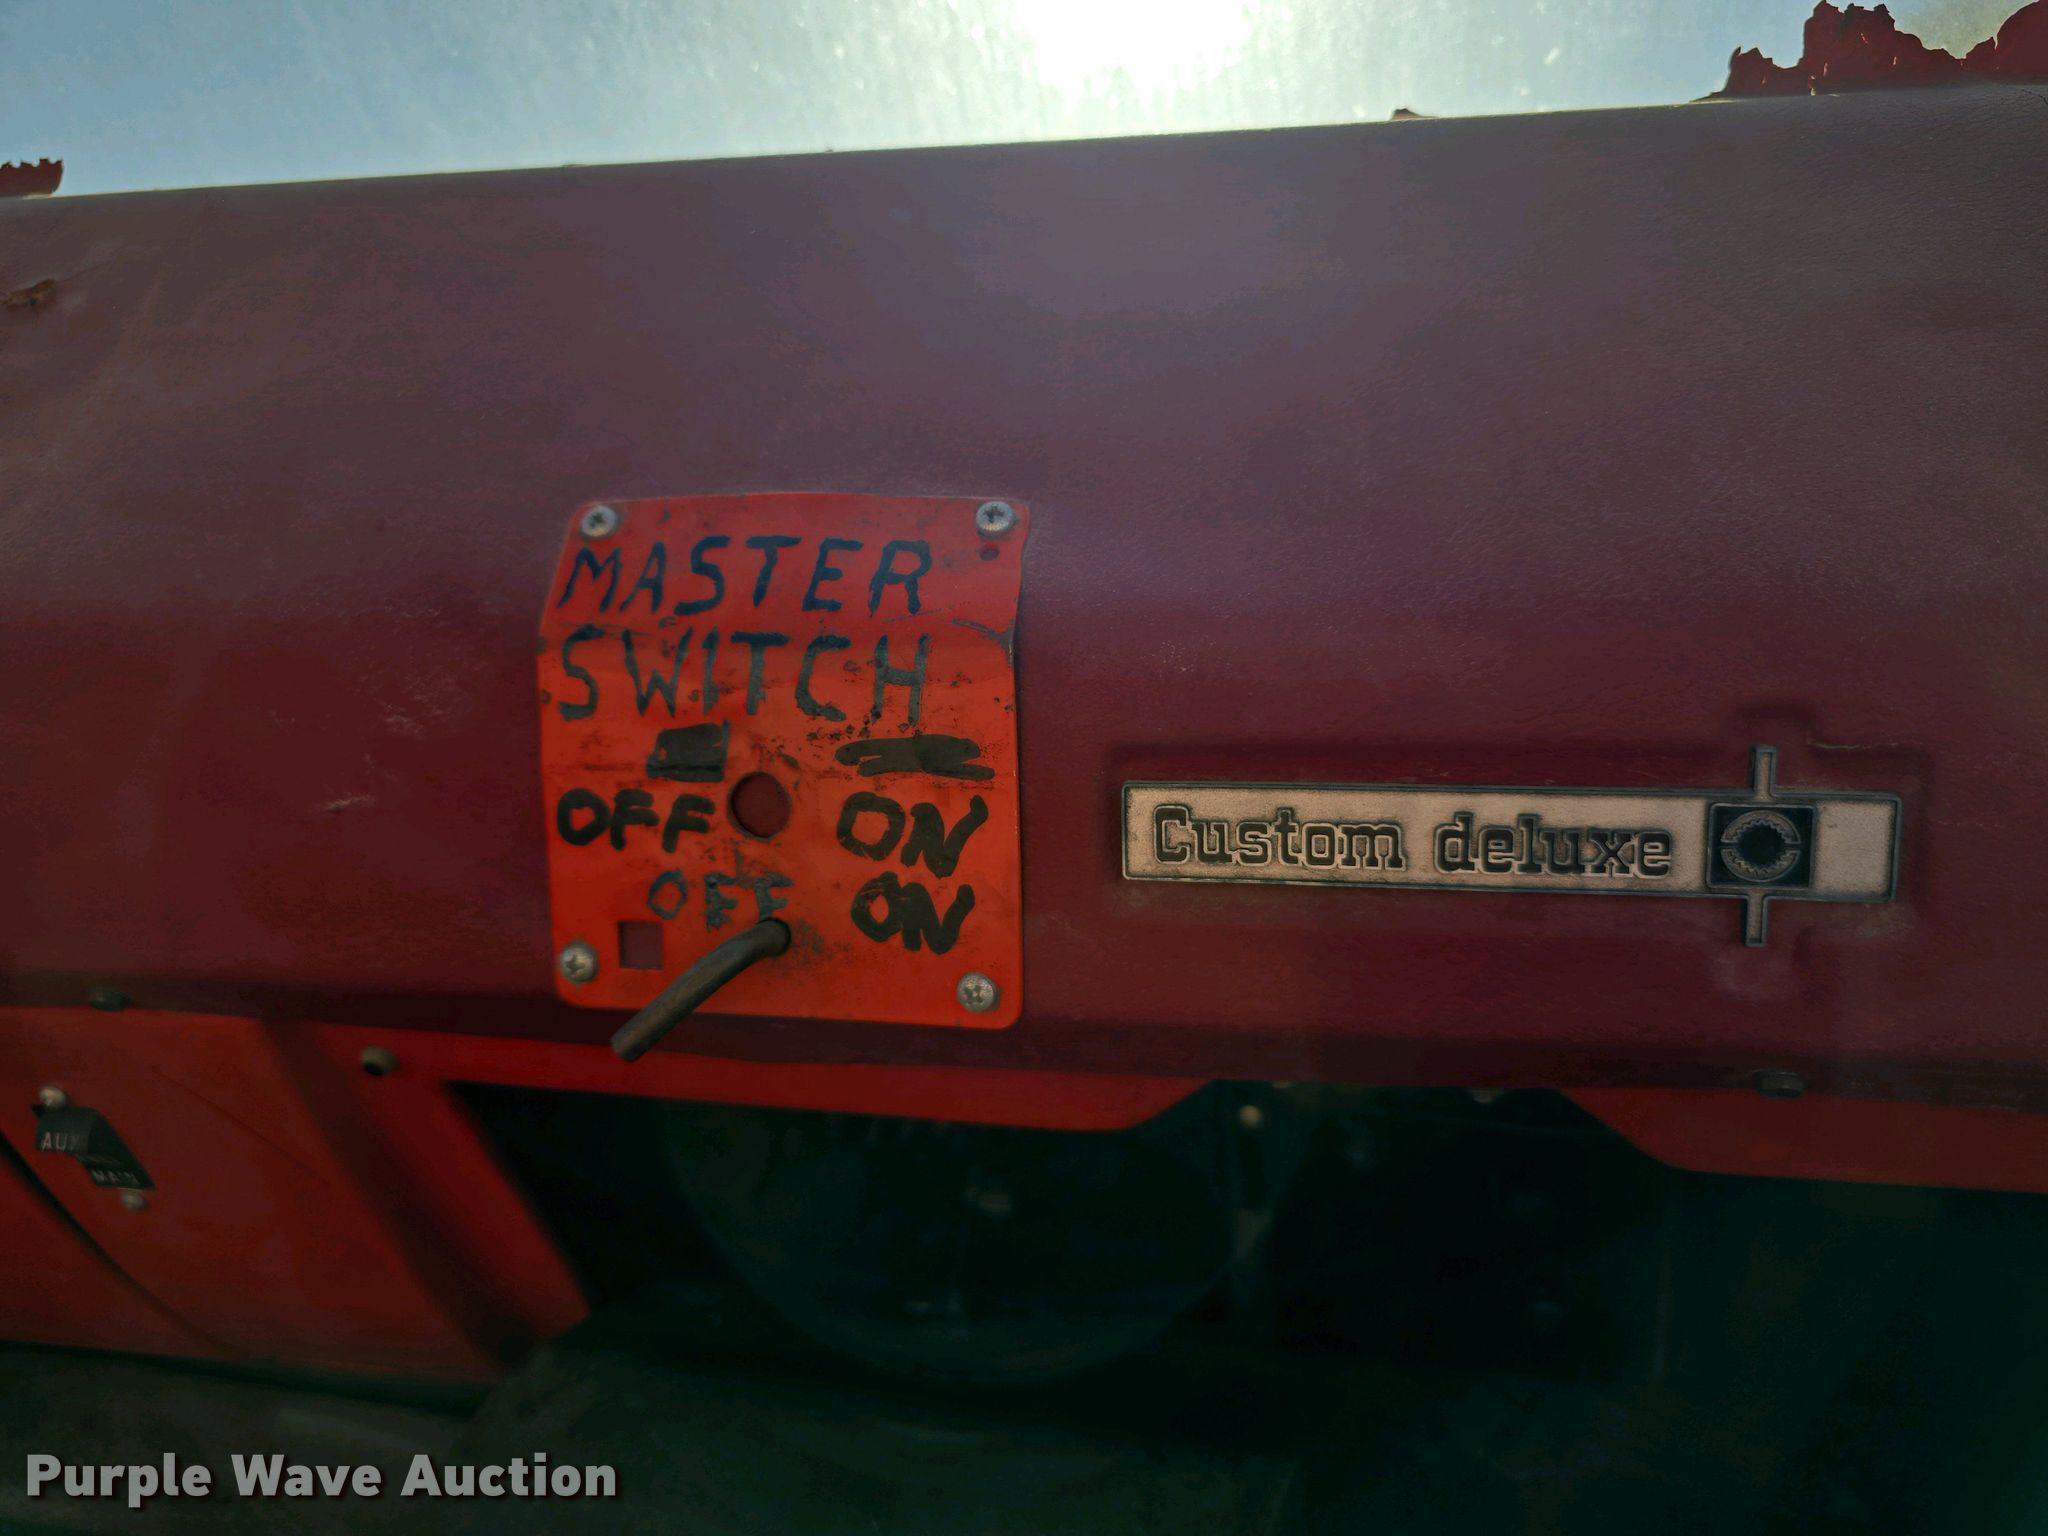 MASTER
SWITCH
OFF ON
OFF ON
Custom deluxe
AUX
MAIN
Purple Wave Auction